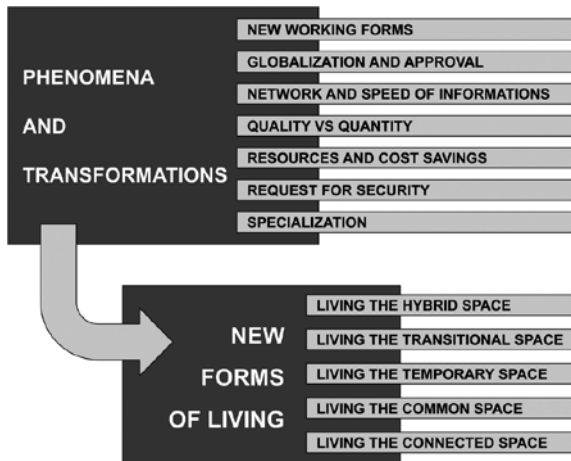 PHENOMENA
AND
TRANSFORMATIONS
NEW WORKING FORMS
GLOBALIZATION AND APPROVAL
NETWORK AND SPEED OF INFORMATIONS
QUALITY VS QUANTITY
RESOURCES AND COST SAVINGS
REQUEST FOR SECURITY
SPECIALIZATION
NEW
FORMS
OF LIVING
LIVING THE HYBRID SPACE
LIVING THE TRANSITIONAL SPACE
LIVING THE TEMPORARY SPACE
LIVING THE COMMON SPACE
LIVING THE CONNECTED SPACE